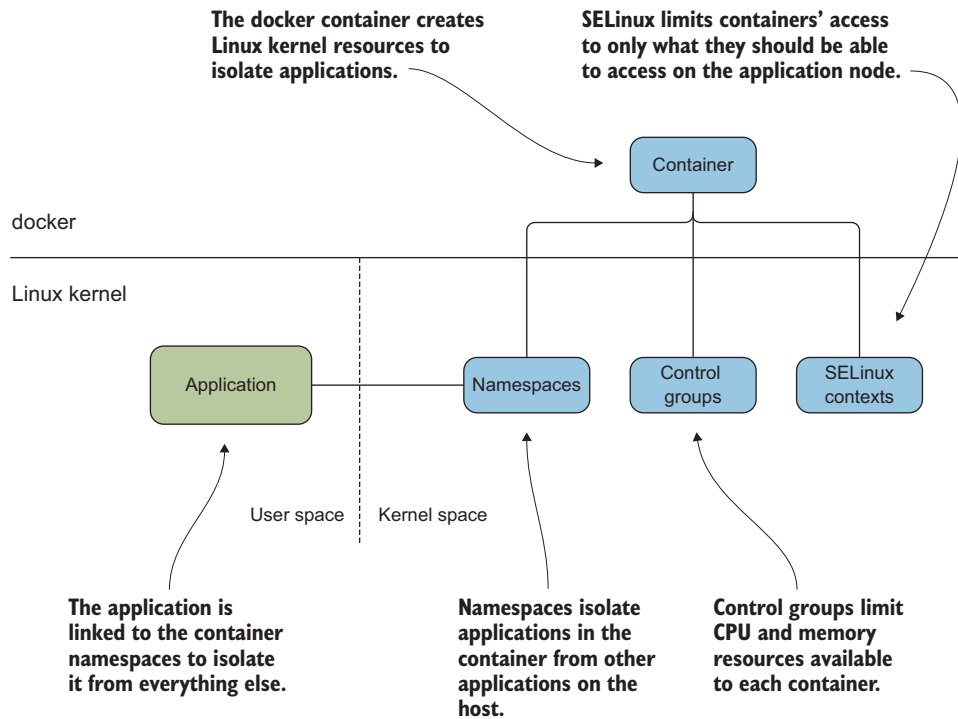 The docker container creates
Linux kernel resources to
isolate applications.
SELinux limits containers’ access
to only what they should be able
to access on the application node.
Container
docker
Linux kernel
Application
Namespaces
Control
groups
SELinux
contexts
User space
Kernel space
The application is
linked to the container
namespaces to isolate
it from everything else.
Namespaces isolate
applications in the
container from other
applications on the
host.
Control groups limit
CPU and memory
resources available
to each container.